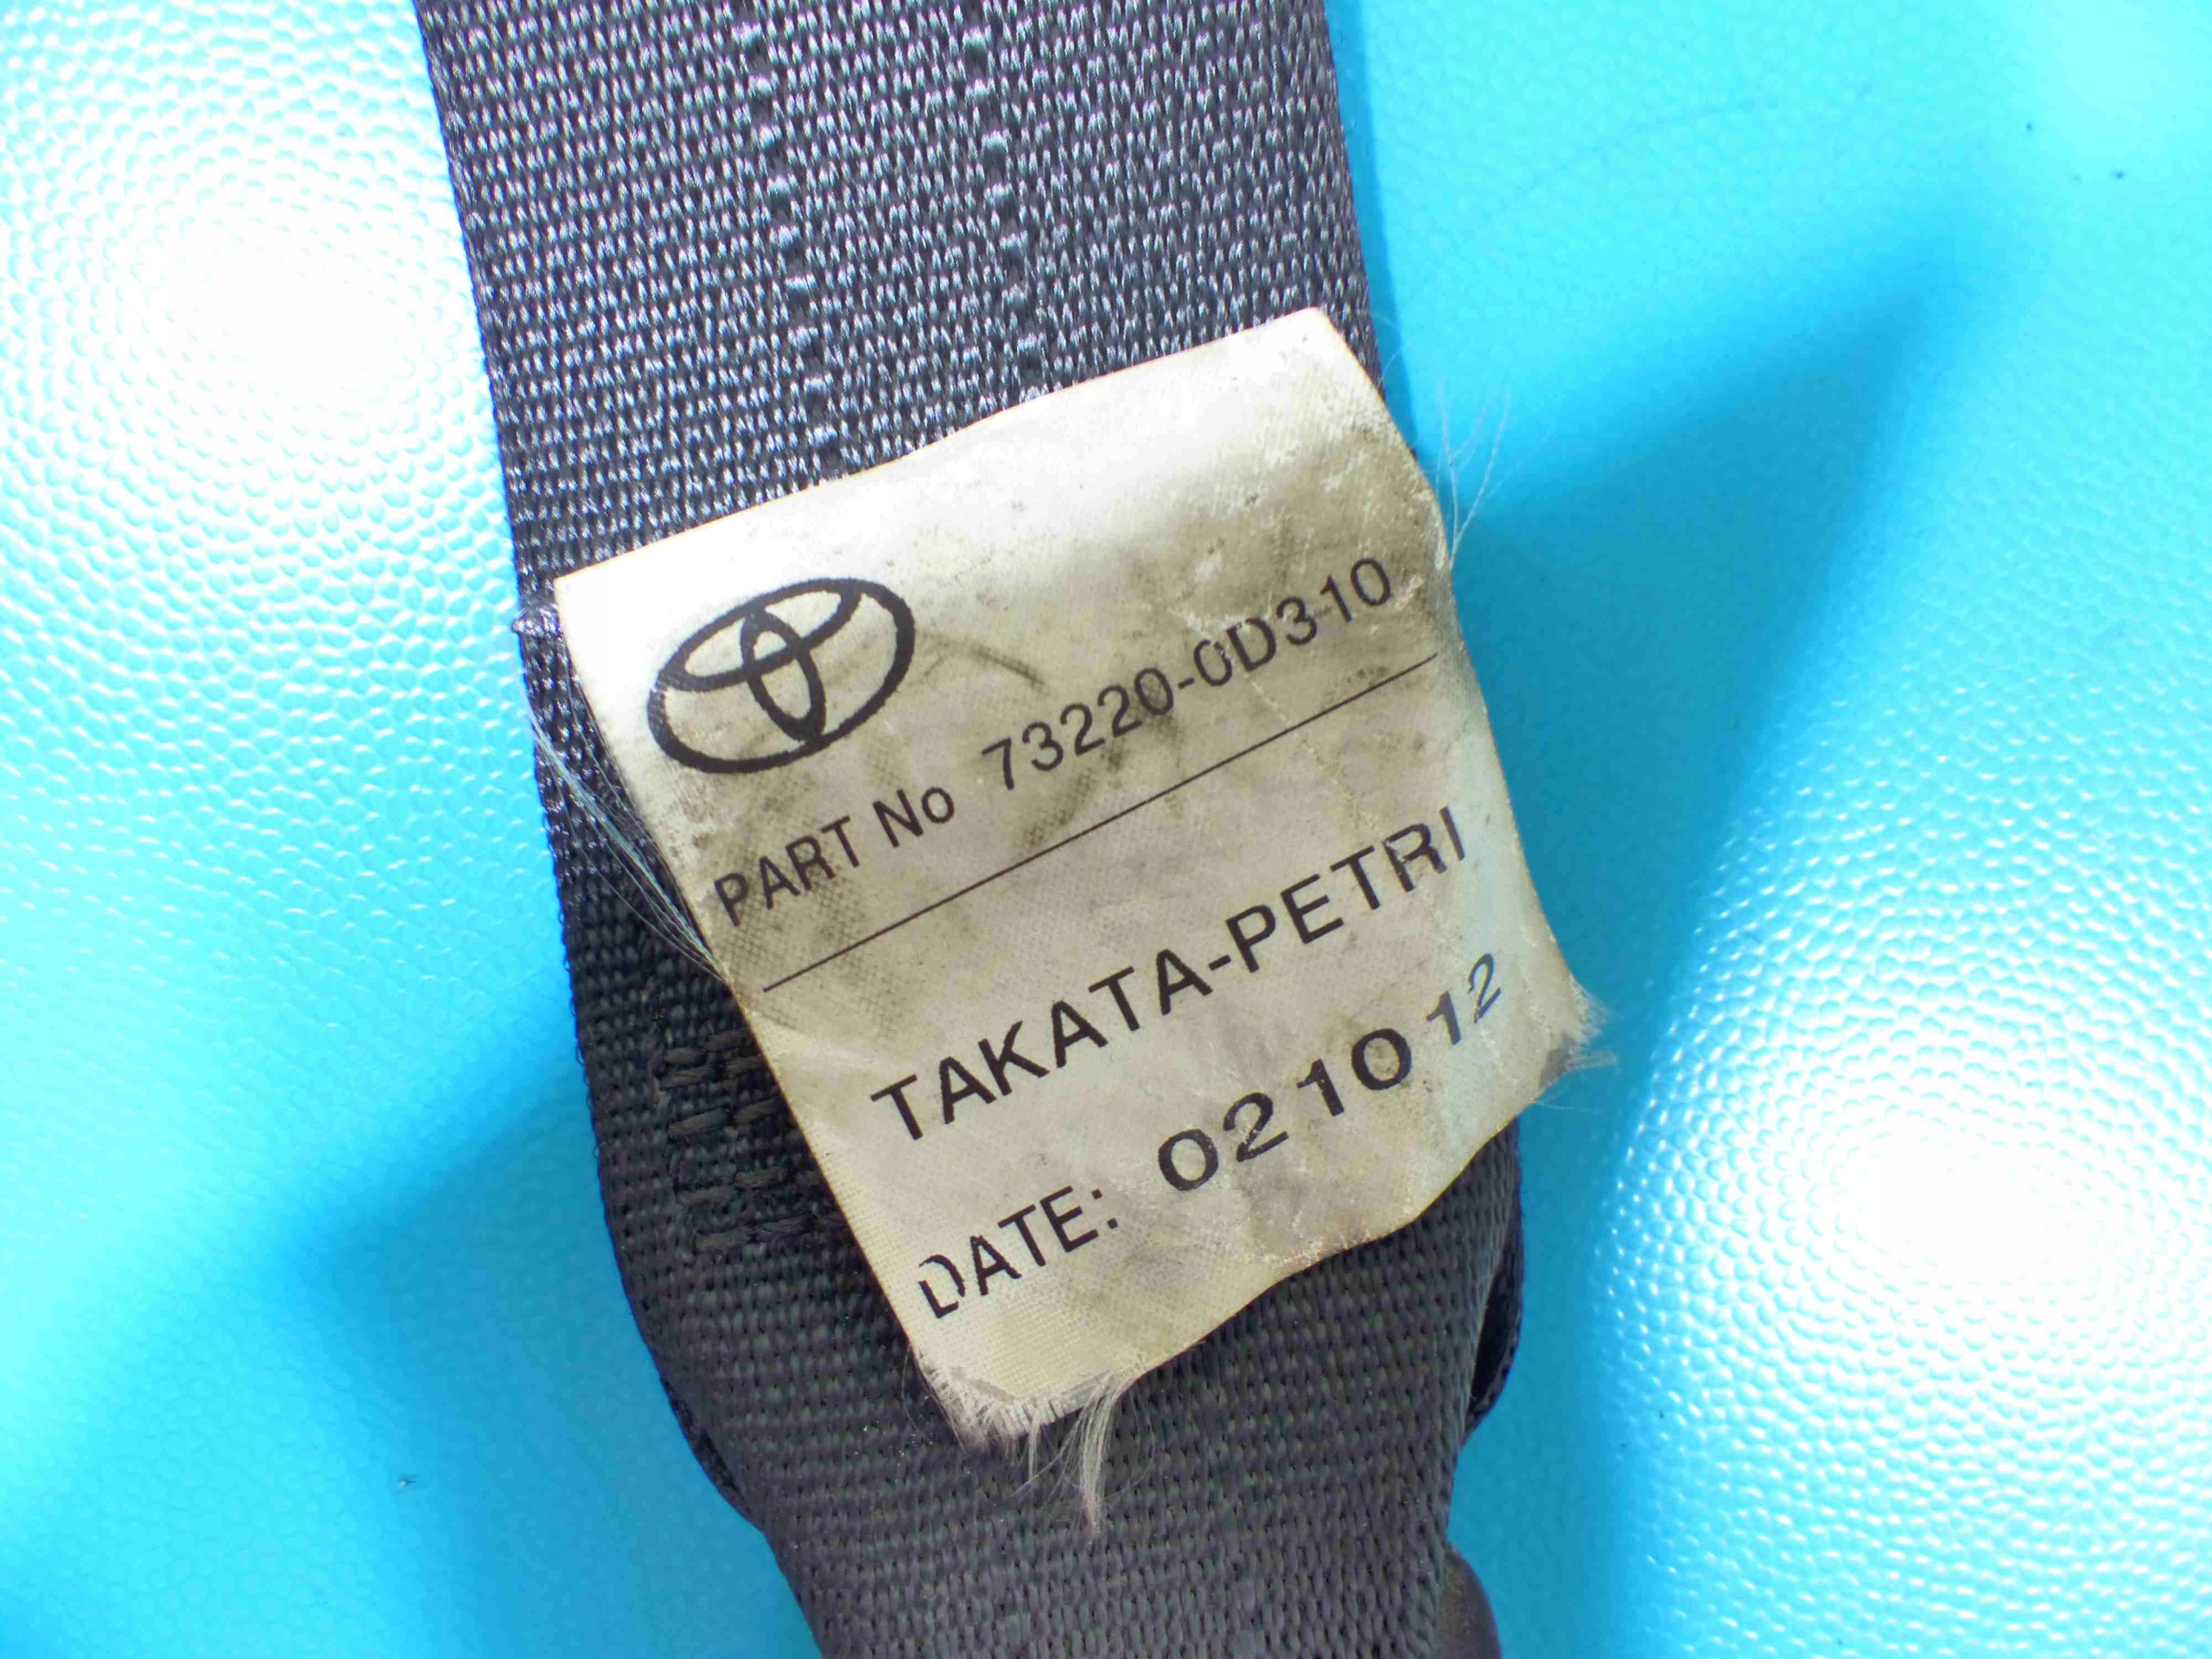 PART No 73220-0D310
TAKATA-PETRI
DATE: 021012